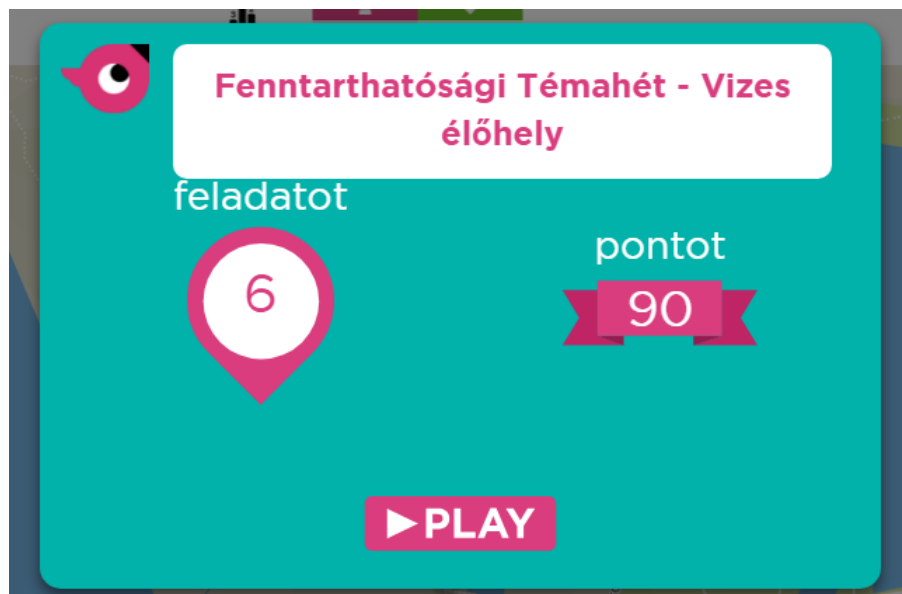 Fenntarthatósági Témahét - Vizes
élőhely
feladatot
6
pontot
90
PLAY